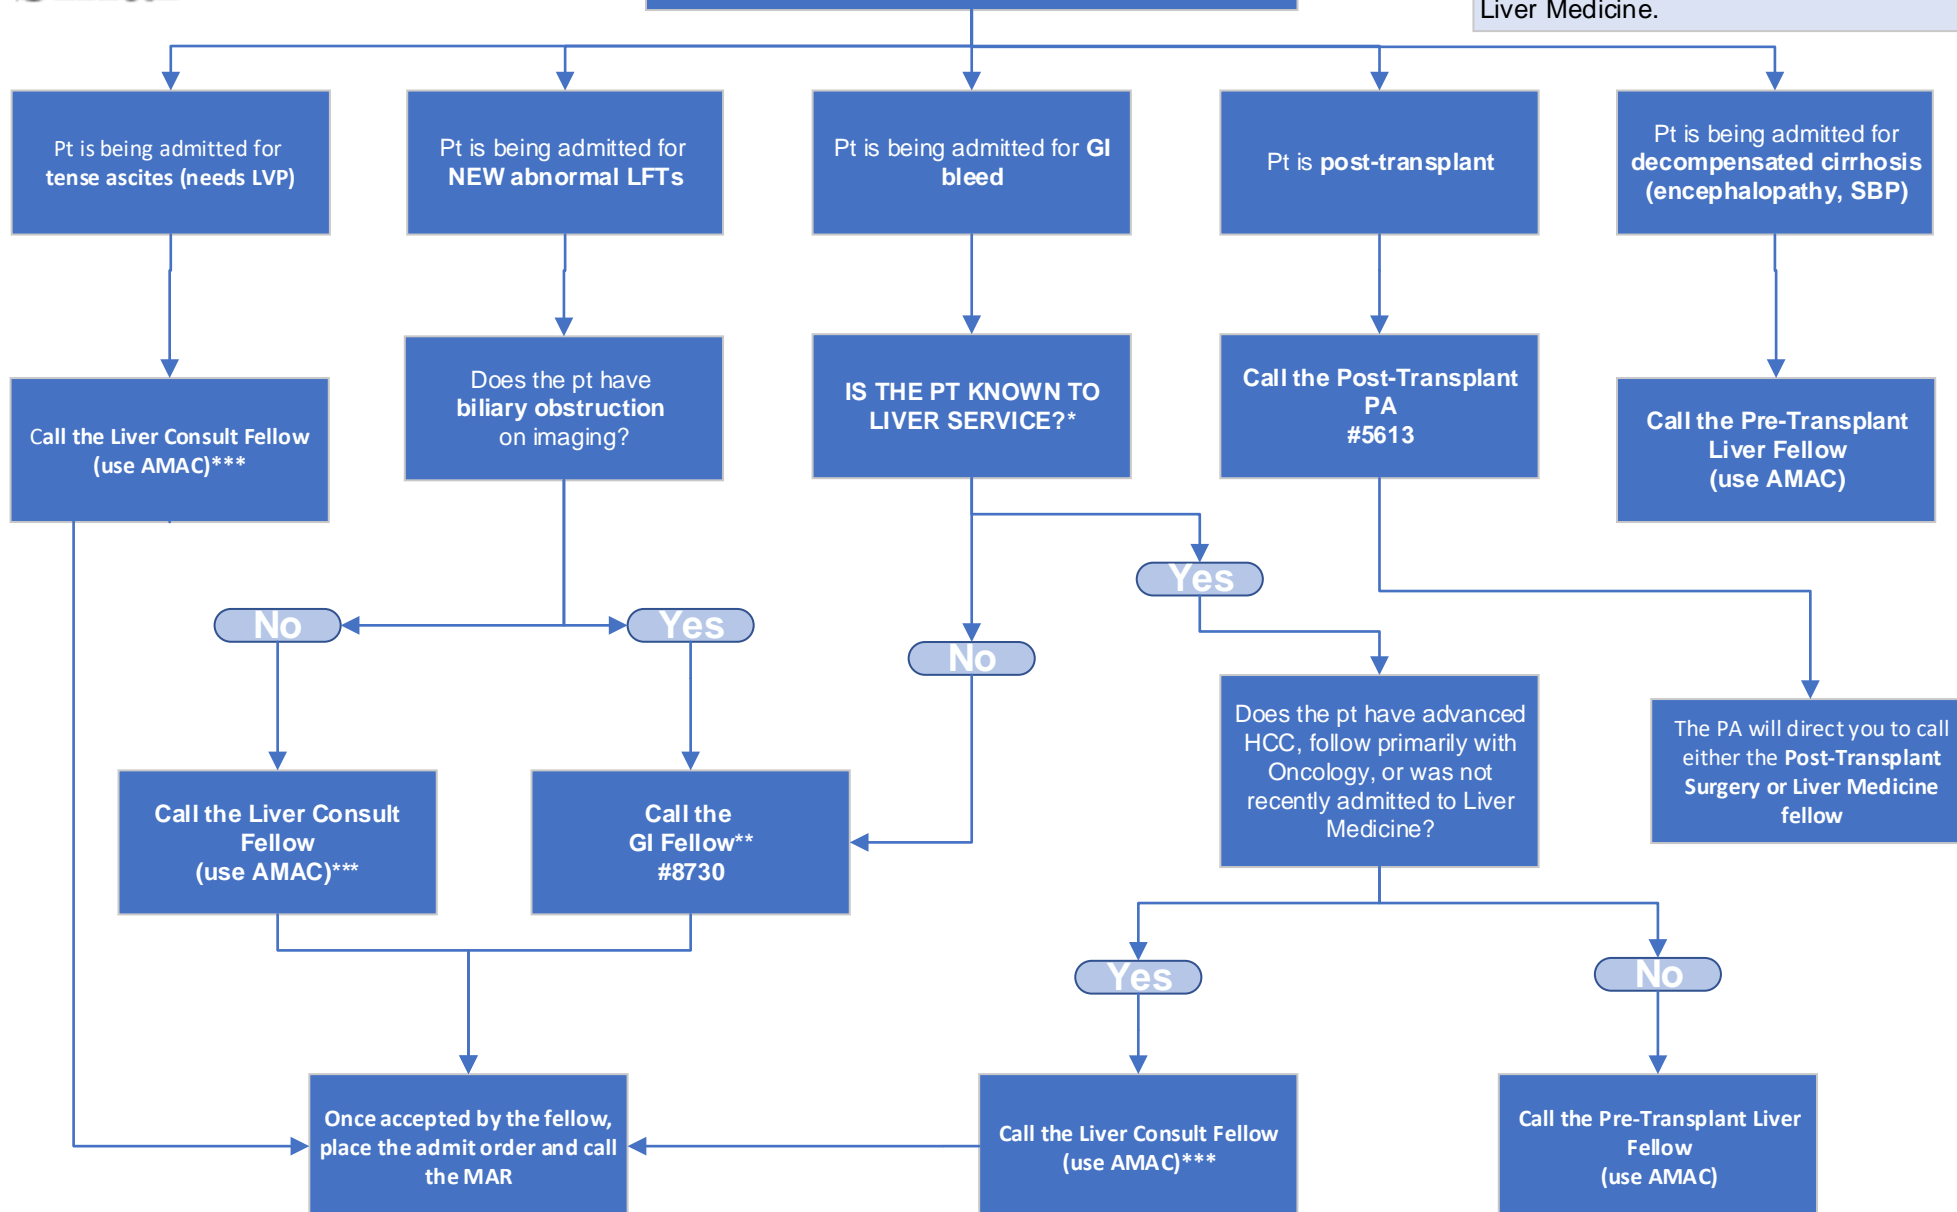 Liver Medicine.
Pt is being admitted for
tense ascites (needs LVP)
Pt is being admitted for
NEW abnormal LFTs
Pt is being admitted for GI
bleed
Pt is post-transplant
Pt is being admitted for
decompensated cirrhosis
(encephalopathy, SBP)
Call the Liver Consult Fellow
(use AMAC)***
Does the pt have
biliary obstruction
on imaging?
IS THE PT KNOWN TO
LIVER SERVICE?*
Call the Post-Transplant
PA
#5613
Call the Pre-Transplant
Liver Fellow
(use AMAC)
Yes
No
Yes
No
Does the pt have advanced
HCC, follow primarily with
Oncology, or was not
recently admitted to Liver
Medicine?
The PA will direct you to call
either the Post-Transplant
Surgery or Liver Medicine
fellow
Call the Liver Consult
Fellow
(use AMAC)***
Call the
GI Fellow**
#8730
Yes
No
Once accepted by the fellow,
place the admit order and call
the MAR
Call the Liver Consult Fellow
(use AMAC)***
Call the Pre-Transplant Liver
Fellow
(use AMAC)